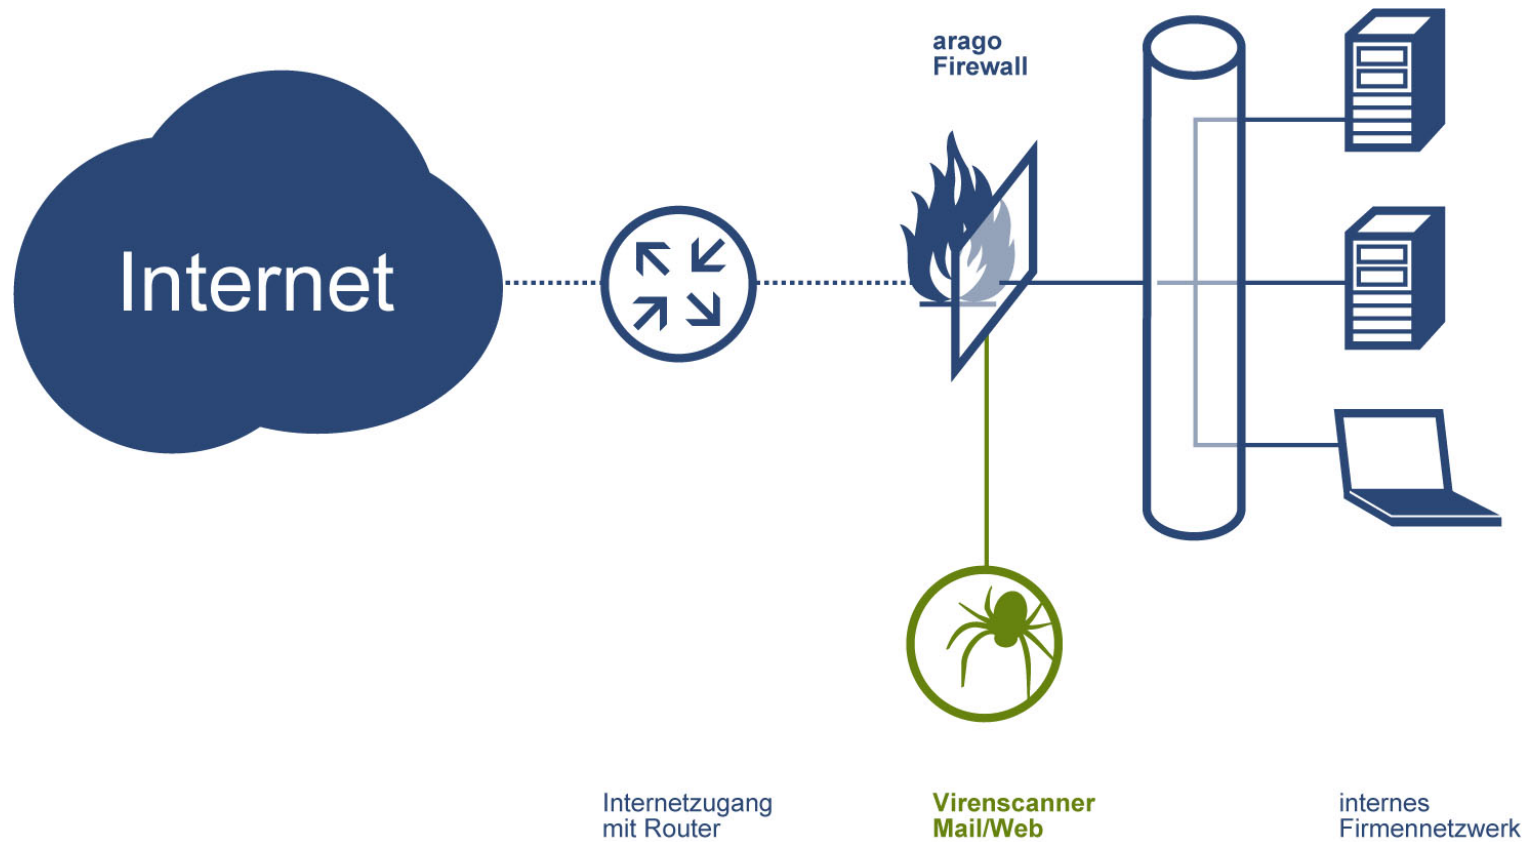 arago
Firewall
Internet
Internetzugang
mit Router
Virenscanner
Mail/Web
internes
Firmennetzwerk